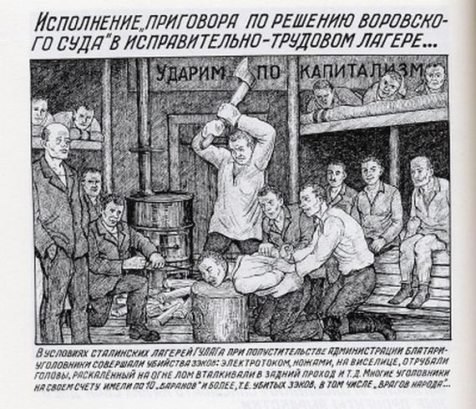 Исполнение „приговора по решению воровско-
го суда“ в исправительно-трудовом лагере...
Ударим по капитализм
В условиях сталинских лагерей ГУЛАГа при попустительстве администрации блатари-
уголовники совершали убийства зэков: электротоком, ножами, на виселице, отрубали
головы, раскалённый на огне лом вталкивали в задний проход и т.д. Многие уголовники
на своём счету имели по 10 „баранов“ и более, т.е. убитых зэков, в том числе „врагов народа“...